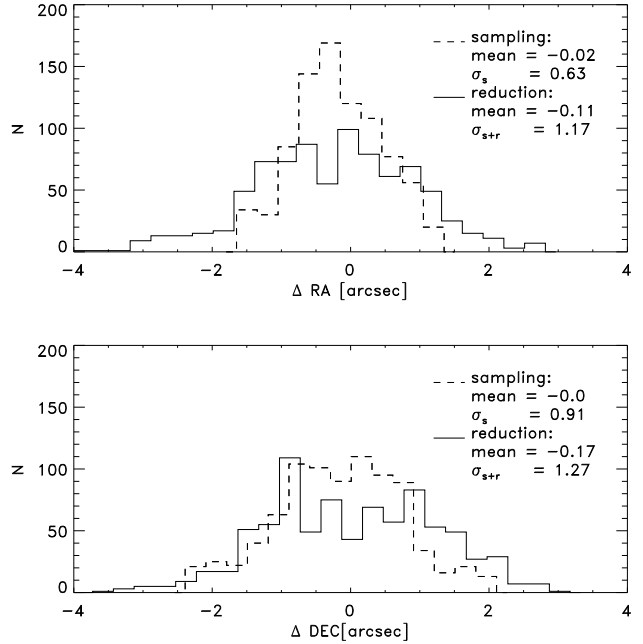 200
150
100
50
0
N
sampling:
mean = −0.02
σs = 0.63
reduction:
mean = −0.11
σs+r = 1.17
−4 −2 0 2 4
Δ RA [arcsec]
200
150
100
50
0
N
sampling:
mean = −0.0
σs = 0.91
reduction:
mean = −0.17
σs+r = 1.27
−4 −2 0 2 4
Δ DEC[arcsec]